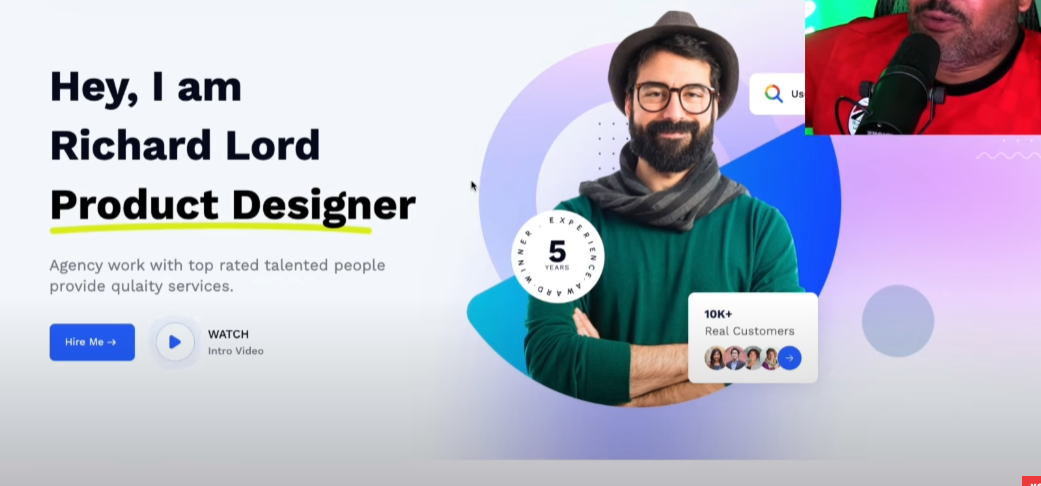 Hey, I am
Richard Lord
Product Designer
Agency work with top rated talented people
provide qulaity services.
Hire Me →
WATCH
Intro Video
EXPERIENCE · AWARD · WINNER ·
5
YEARS
10K+
Real Customers